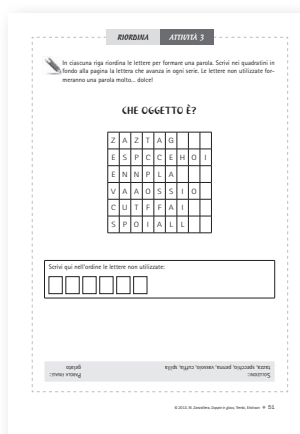 RIORDINA ATTIVITÀ 3
In ciascuna riga riordina le lettere per formare una parola. Scrivi nei quadratini in
fondo alla pagina la lettera che avanza in ogni serie. Le lettere non utilizzate for-
meranno una parola molto... dolce!
CHE OGGETTO È?
Z A Z T A G
E S P C C E H O I
E N N P L A
V A A O S S I O
C U T F F A I
S P O I A L L
Scrivi qui nell'ordine le lettere non utilizzate:
Soluzione:
tazza, specchio, penna, vassoio, cuffia, spilla
Parola finale:
gelato
51